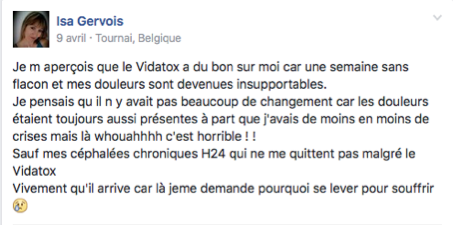 Isa Gervois
9 avril · Tournai, Belgique
Je m aperçois que le Vidatox a du bon sur moi car une semaine sans
flacon et mes douleurs sont devenues insupportables.
Je pensais qu il n y avait pas beaucoup de changement car les douleurs
étaient toujours aussi présentes à part que j'avais de moins en moins de
crises mais là whouahhhh c'est horrible ! !
Sauf mes céphalées chroniques H24 qui ne me quittent pas malgré le
Vidatox
Vivement qu'il arrive car là jeme demande pourquoi se lever pour souffrir